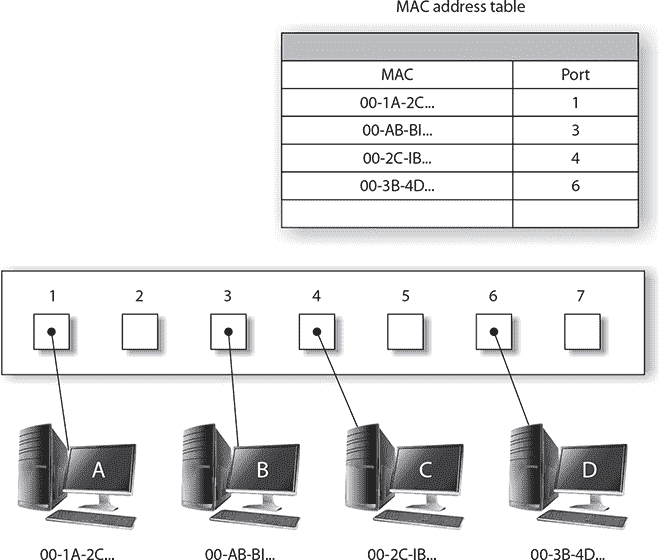 MAC address table
MAC Port
00-1A-2C... 1
00-AB-BI... 3
00-2C-IB... 4
00-3B-4D... 6
1 2 3 4 5 6 7
A B C D
00-1A-2C... 00-AB-BI... 00-2C-IB... 00-3B-4D...